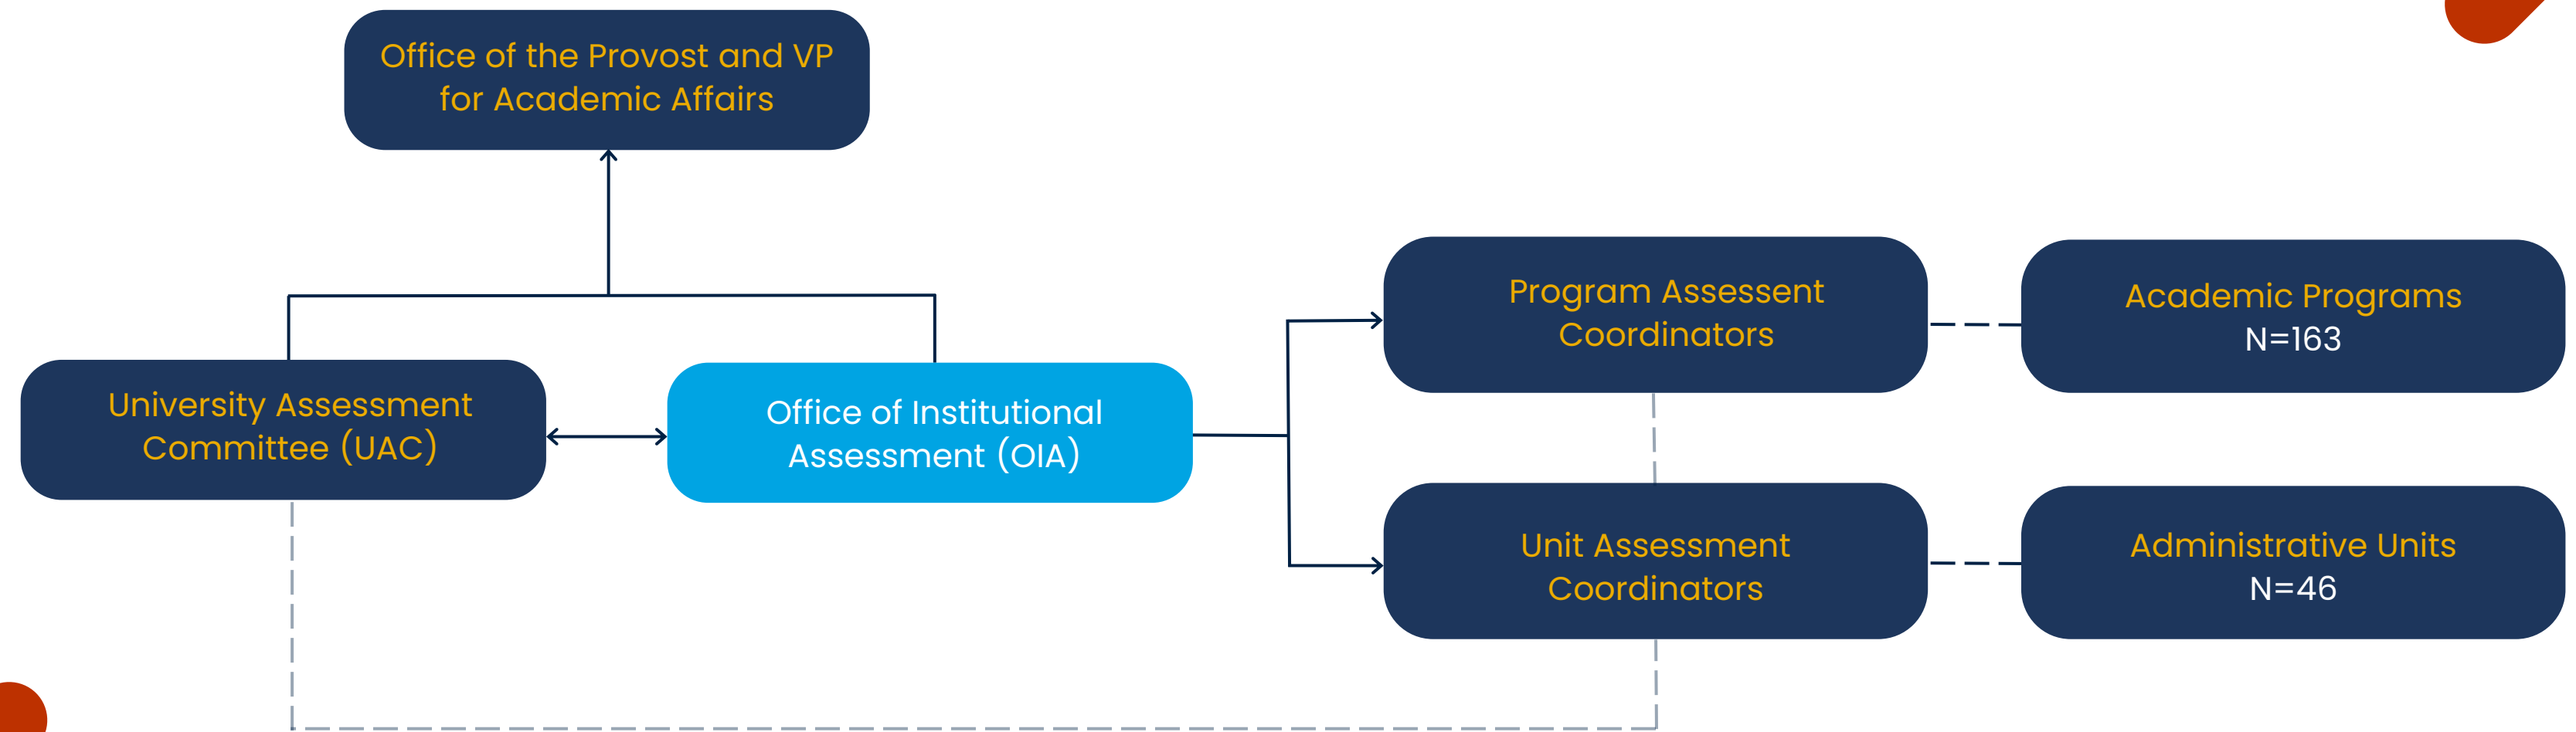 Office of the Provost and VP
for Academic Affairs
University Assessment
Committee (UAC)
Office of Institutional
Assessment (OIA)
Program Assessent
Coordinators
Academic Programs
N=163
Unit Assessment
Coordinators
Administrative Units
N=46